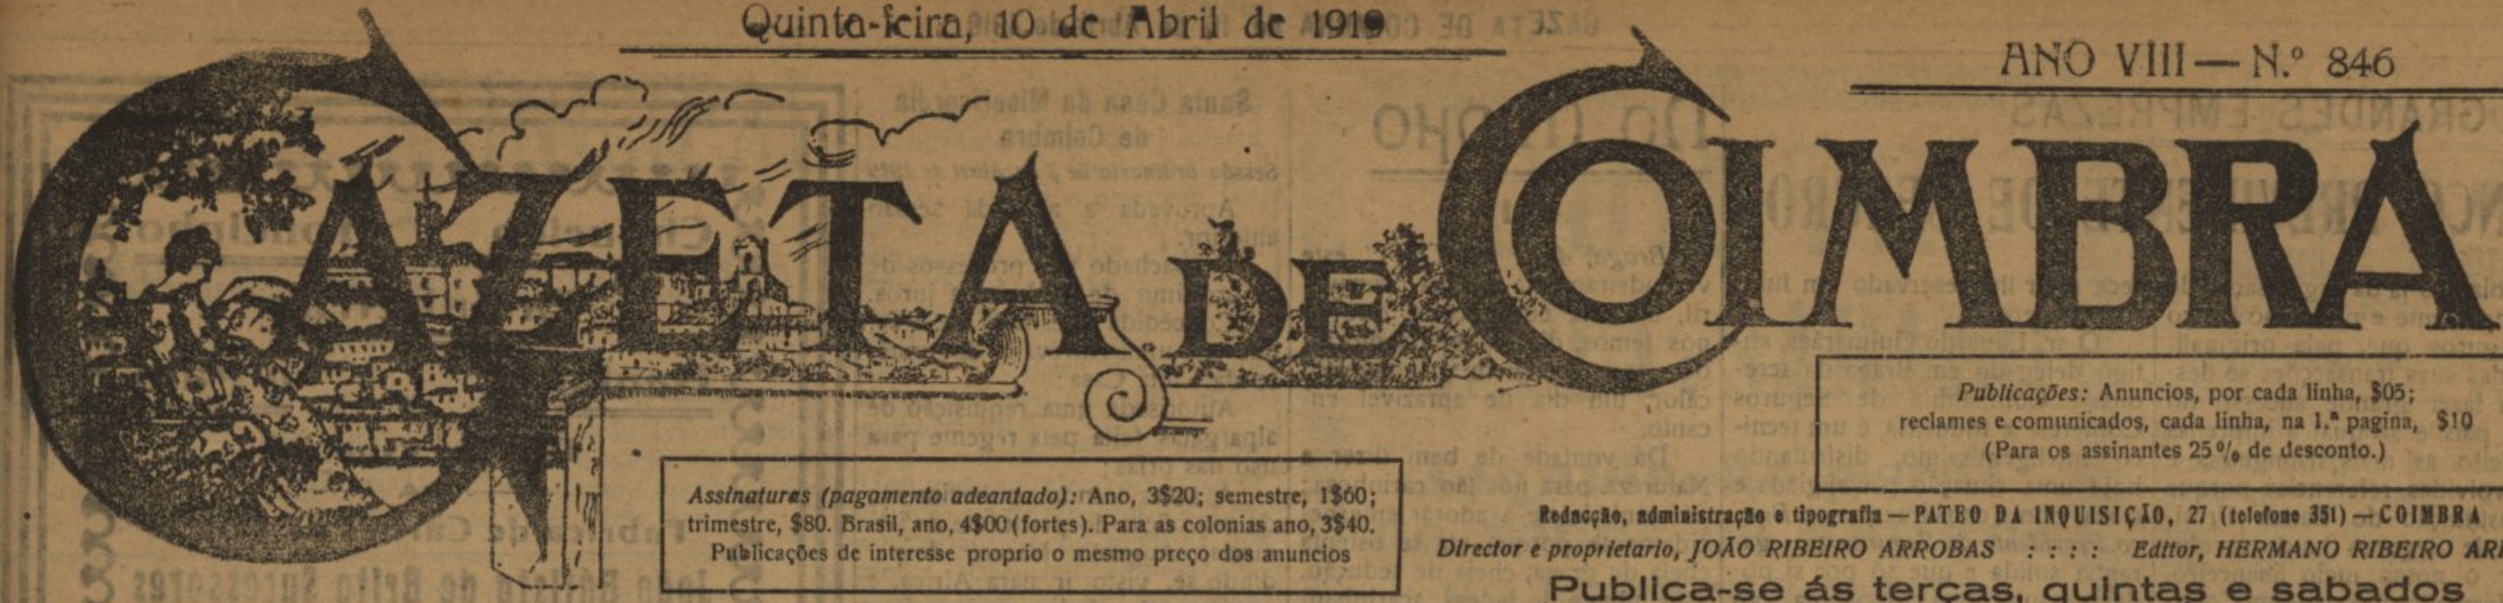 Quinta-feira, 10 de Abril de 1919
ANO VIII — N.º 846
GAZETA DE COIMBRA
Publicações: Anuncios, por cada linha, $05;
reclames e comunicados, cada linha, na 1.ª pagina, $10
(Para os assinantes 25% de desconto.)
Assinaturas (pagamento adeantado): Ano, 3$20; semestre, 1$60;
trimestre, $80. Brasil, ano, 4$00 (fortes). Para as colonias ano, 3$40.
Publicações de interesse proprio o mesmo preço dos anuncios
Redacção, administração e tipografia — PATEO DA INQUISIÇÃO, 27 (telefone 351) — COIMBRA
Director e proprietario, JOÃO RIBEIRO ARROBAS : : : : Editor, HERMANO RIBEIRO
Publica-se ás terças, quintas e sabados